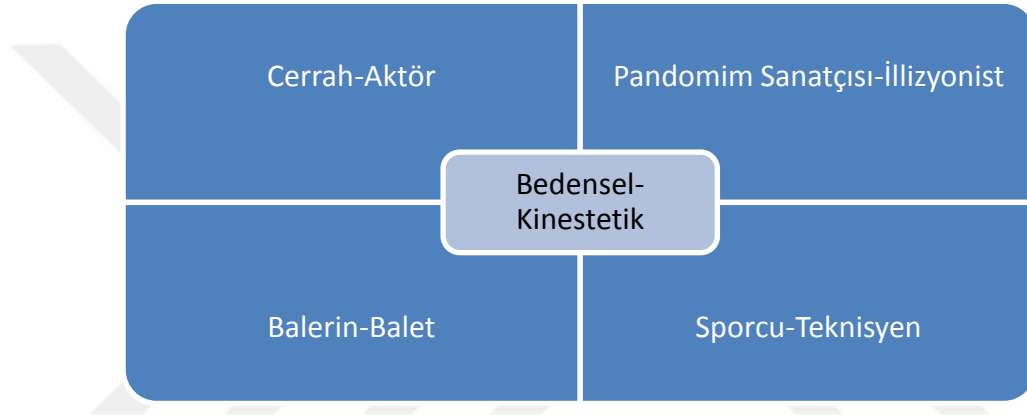 Cerrah-Aktör
Pandomim Sanatçısı-İllizyonist
Bedensel-
Kinestetik
Balerin-Balet
Sporcu-Teknisyen